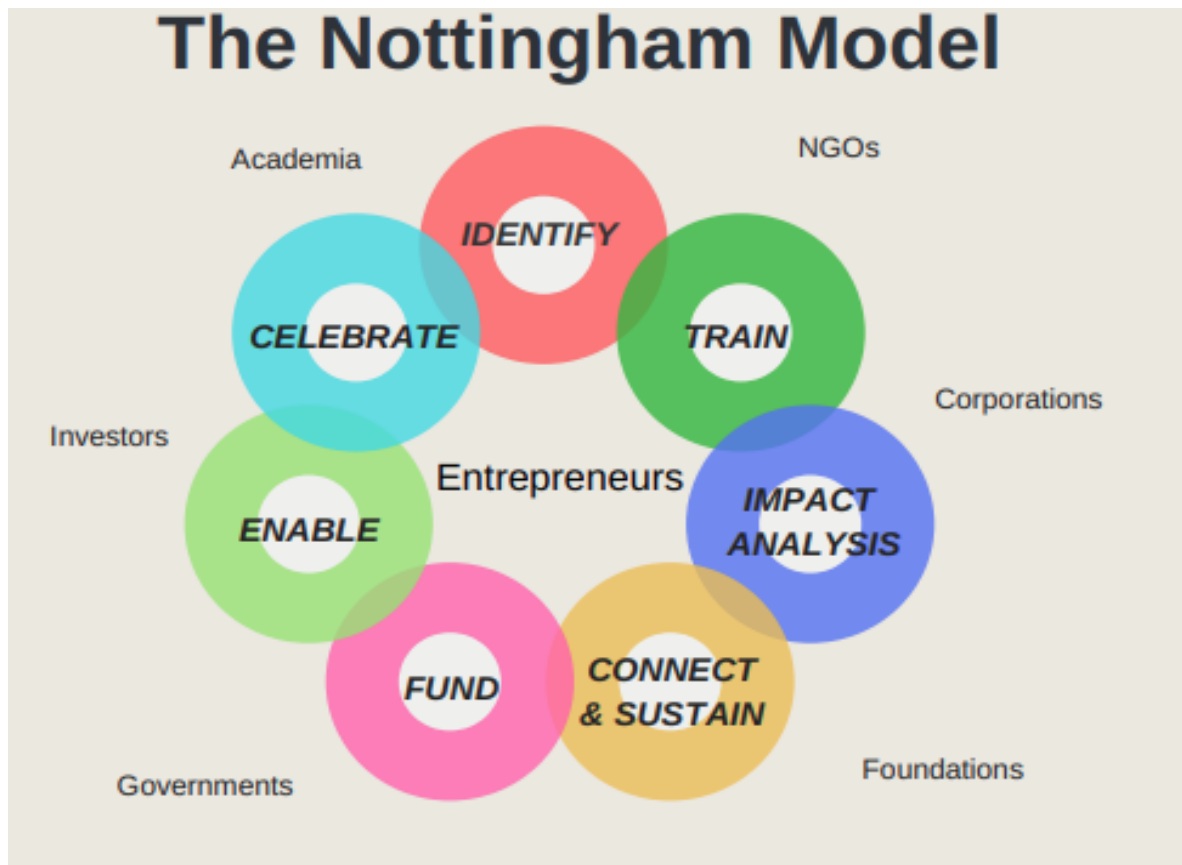 The Nottingham Model
Academia
NGOs
IDENTIFY
CELEBRATE
TRAIN
Corporations
Investors
Entrepreneurs
IMPACT
ANALYSIS
ENABLE
FUND
CONNECT
& SUSTAIN
Governments
Foundations